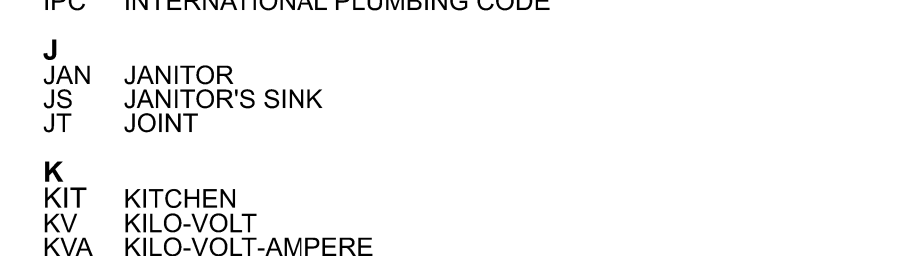 IPC INTERNATIONAL PLUMBING CODE
J
JAN JANITOR
JS JANITOR'S SINK
JT JOINT
K
KIT KITCHEN
KV KILO-VOLT
KVA KILO-VOLT-AMPERE